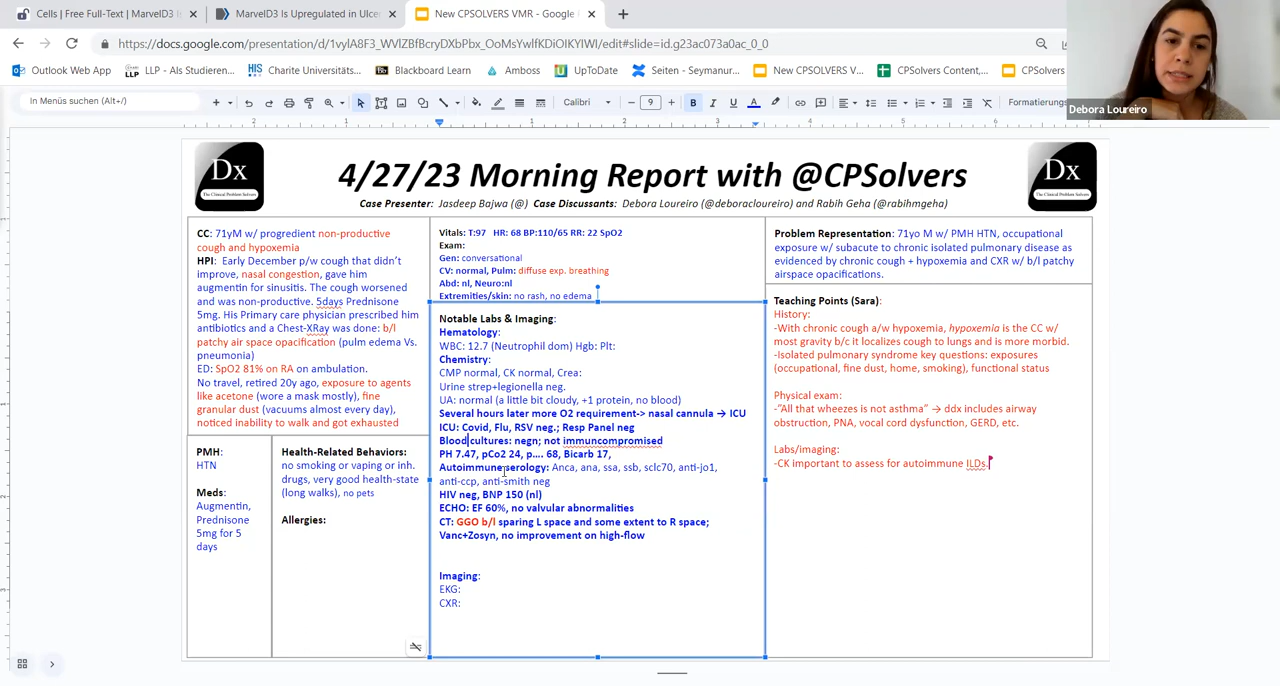 Cells | Free Full-Text | MarvelD3 I
MarvelD3 Is Upregulated in Ulce
New CPSOLVERS VMR - Google
https://docs.google.com/presentation/d/1vylA8F3_WVlZBfBcryDXbPbx_OoMsYwlfKDiOIKYIWI/edit#slide=id.g23ac073a0ac_0_0
Outlook Web App
LLP - Als Studieren...
HIS Charite Universitäts...
Blackboard Learn
Amboss
UpToDate
Seiten - Seymanur...
New CPSOLVERS V...
CPSolvers Content,...
CPSolvers
In Menüs suchen (Alt+/)
Calibri
9
Formatierungs
Debora Loureiro
Dx
The Clinical Problem Solvers
4/27/23 Morning Report with @CPSolvers
Case Presenter: Jasdeep Bajwa (@) Case Discussants: Debora Loureiro (@deboracloureiro) and Rabih Geha (@rabihmgeha)
Dx
The Clinical Problem Solvers
CC: 71yM w/ progredient non-productive
cough and hypoxemia
HPI: Early December p/w cough that didn't
improve, nasal congestion, gave him
augmentin for sinusitis. The cough worsened
and was non-productive. 5days Prednisone
5mg. His Primary care physician prescribed him
antibiotics and a Chest-XRay was done: b/l
patchy air space opacification (pulm edema Vs.
pneumonia)
ED: SpO2 81% on RA on ambulation.
No travel, retired 20y ago, exposure to agents
like acetone (wore a mask mostly), fine
granular dust (vacuums almost every day),
noticed inability to walk and got exhausted
PMH:
HTN
Meds:
Augmentin,
Prednisone
5mg for 5
days
Health-Related Behaviors:
no smoking or vaping or inh.
drugs, very good health-state
(long walks), no pets
Allergies:
Vitals: T:97 HR: 68 BP:110/65 RR: 22 SpO2
Exam:
Gen: conversational
CV: normal, Pulm: diffuse exp. breathing
Abd: nl, Neuro:nl
Extremities/skin: no rash, no edema
Notable Labs & Imaging:
Hematology:
WBC: 12.7 (Neutrophil dom) Hgb: Plt:
Chemistry:
CMP normal, CK normal, Crea:
Urine strep+legionella neg.
UA: normal (a little bit cloudy, +1 protein, no blood)
Several hours later more O2 requirement-> nasal cannula → ICU
ICU: Covid, Flu, RSV neg.; Resp Panel neg
Blood cultures: negn; not immuncompromised
PH 7.47, pCo2 24, p.... 68, Bicarb 17,
Autoimmune serology: Anca, ana, ssa, ssb, sclc70, anti-jo1,
anti-ccp, anti-smith neg
HIV neg, BNP 150 (nl)
ECHO: EF 60%, no valvular abnormalities
CT: GGO b/l sparing L space and some extent to R space;
Vanc+Zosyn, no improvement on high-flow
Imaging:
EKG:
CXR:
Problem Representation: 71yo M w/ PMH HTN, occupational
exposure w/ subacute to chronic isolated pulmonary disease as
evidenced by chronic cough + hypoxemia and CXR w/ b/l patchy
airspace opacifications.
Teaching Points (Sara):
History:
-With chronic cough a/w hypoxemia, hypoxemia is the CC w/
most gravity b/c it localizes cough to lungs and is more morbid.
-Isolated pulmonary syndrome key questions: exposures
(occupational, fine dust, home, smoking), functional status
Physical exam:
-"All that wheezes is not asthma" → ddx includes airway
obstruction, PNA, vocal cord dysfunction, GERD, etc.
Labs/imaging:
-CK important to assess for autoimmune ILDs.